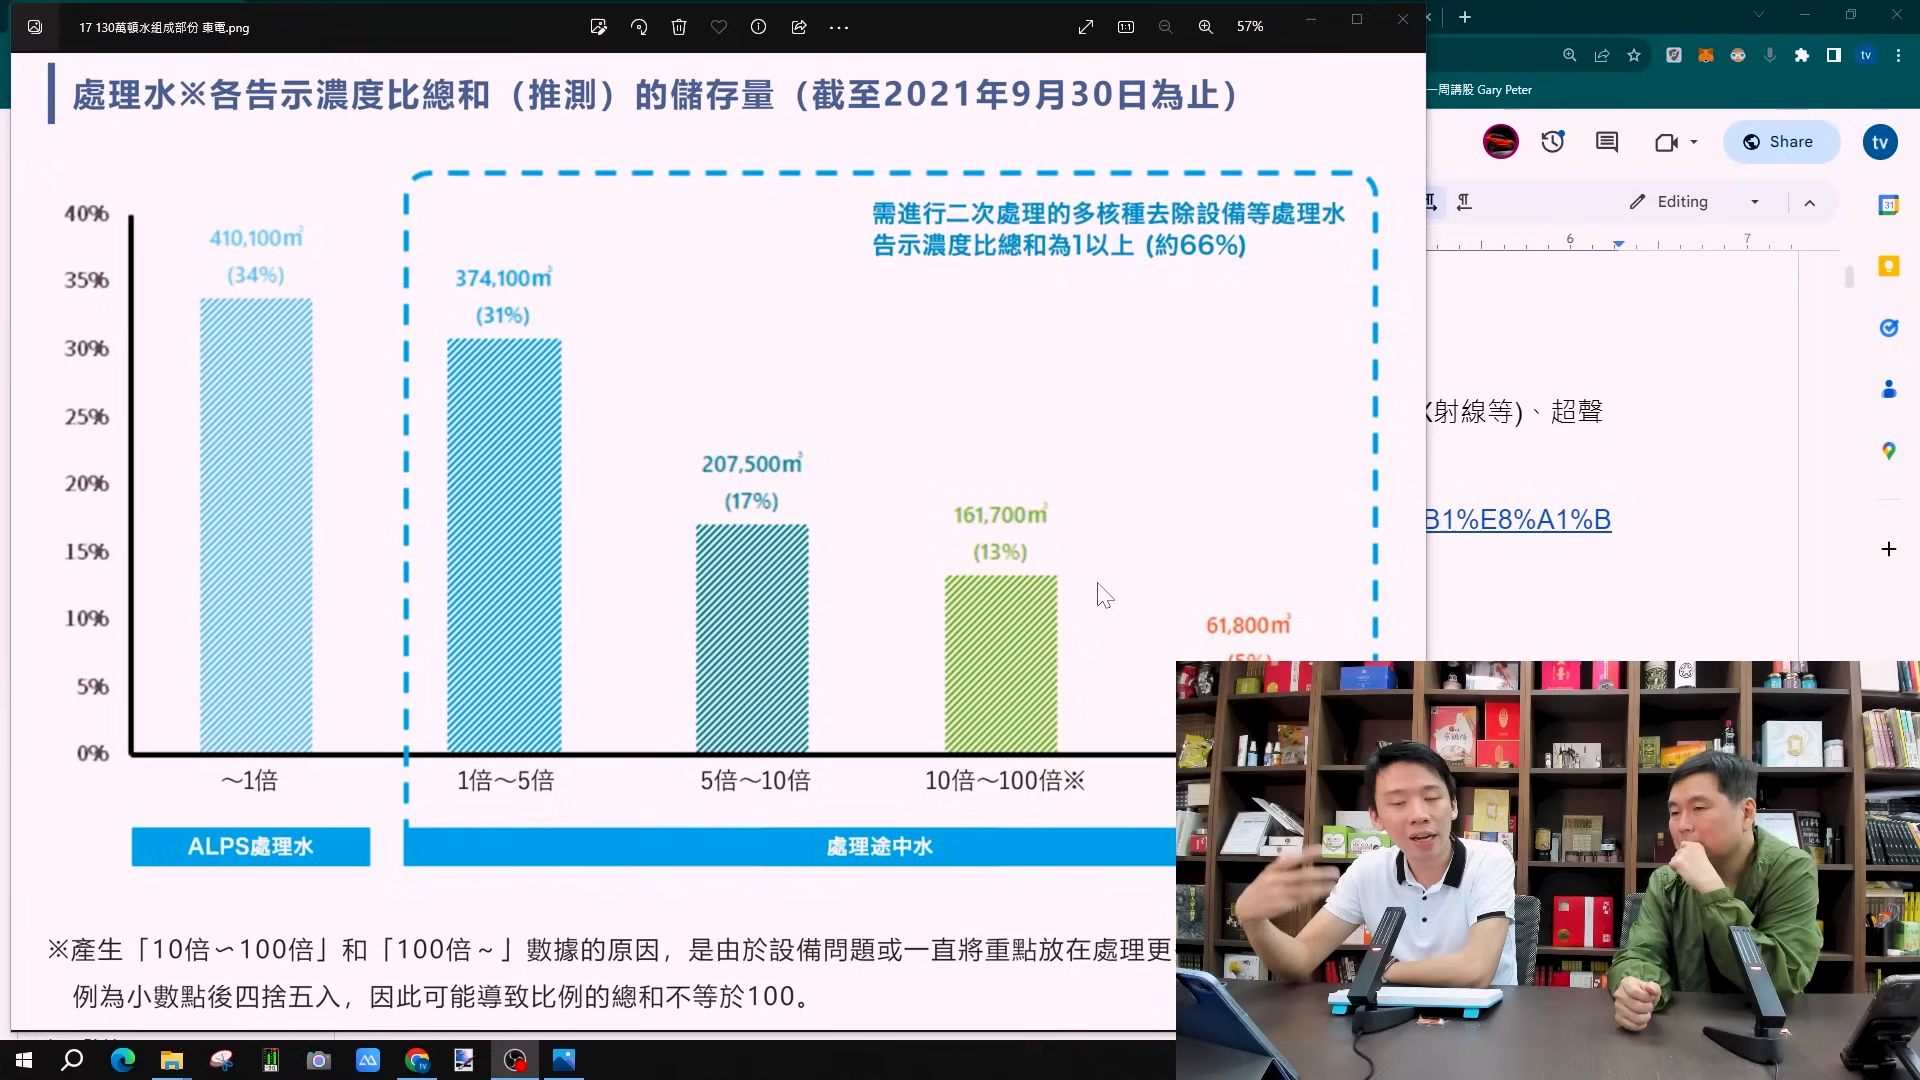 17 130萬頓水組成部份 東電.png
57%
一周講股 Gary Peter
處理水※各告示濃度比總和（推測）的儲存量（截至2021年9月30日為止）
Share
tv
Editing
6
7
需進行二次處理的多核種去除設備等處理水
告示濃度比總和為1以上 (約66%)
40%
35%
30%
25%
20%
15%
10%
5%
0%
410,100㎥
(34%)
374,100㎥
(31%)
207,500㎥
(17%)
161,700㎥
(13%)
61,800㎥
(5%)
～1倍
1倍～5倍
5倍～10倍
10倍～100倍※
ALPS處理水
處理途中水
※產生「10倍～100倍」和「100倍～」數據的原因，是由於設備問題或一直將重點放在處理更
例為小數點後四捨五入，因此可能導致比例的總和不等於100。
X射線等)、超聲
B1%E8%A1%B